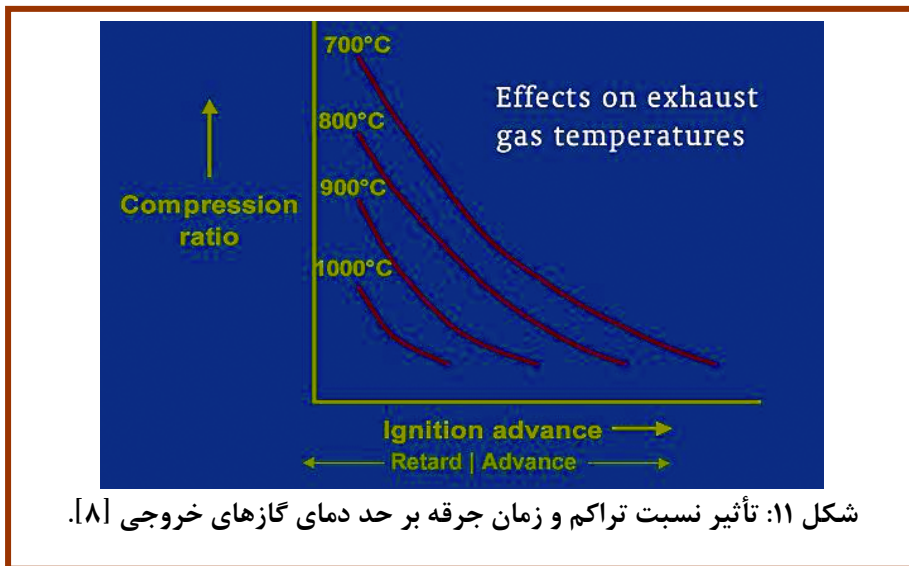 700°C
Effects on exhaust
gas temperatures
800°C
900°C
Compression
ratio
1000°C
Ignition advance
Retard | Advance
شکل ۱۱: تأثیر نسبت تراکم و زمان جرقه بر حد دمای گازهای خروجی [۸].